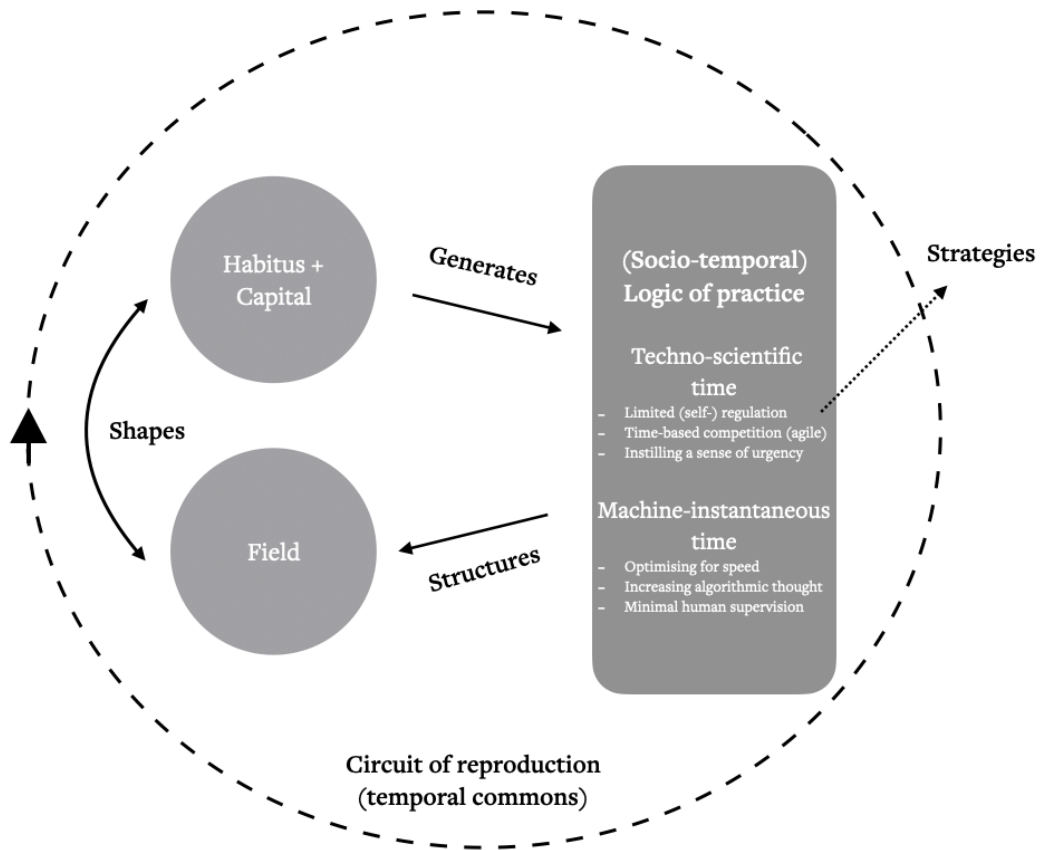 Habitus +
Capital
Generates
(Socio-temporal)
Logic of practice
Techno-scientific
time
- Limited (self-) regulation
- Time-based competition (agile)
- Instilling a sense of urgency
Machine-instantaneous
time
- Optimising for speed
- Increasing algorithmic thought
- Minimal human supervision
Strategies
Shapes
Field
Structures
Circuit of reproduction
(temporal commons)